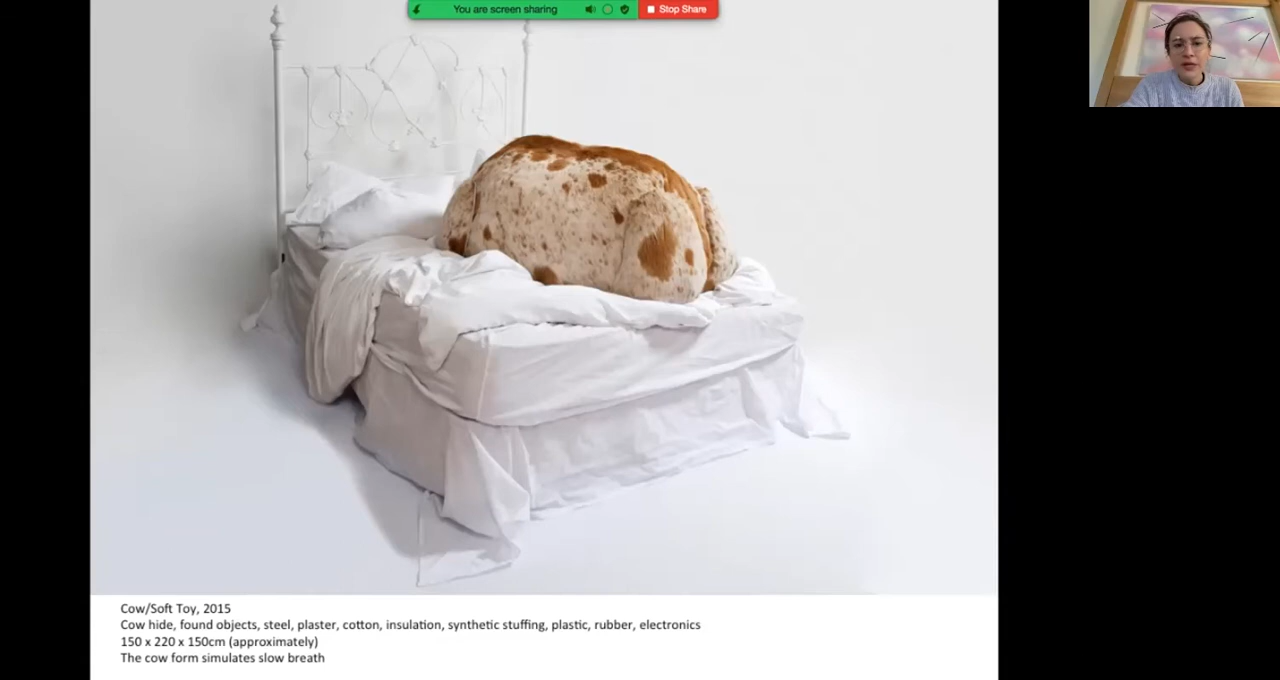 You are screen sharing
Stop Share
Cow/Soft Toy, 2015
Cow hide, found objects, steel, plaster, cotton, insulation, synthetic stuffing, plastic, rubber, electronics
150 x 220 x 150cm (approximately)
The cow form simulates slow breath